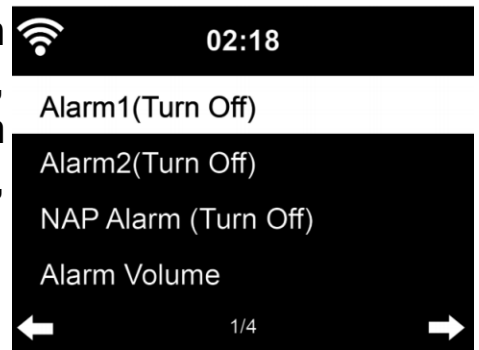 02:18
Alarm1(Turn Off)
Alarm2(Turn Off)
NAP Alarm (Turn Off)
Alarm Volume
1/4